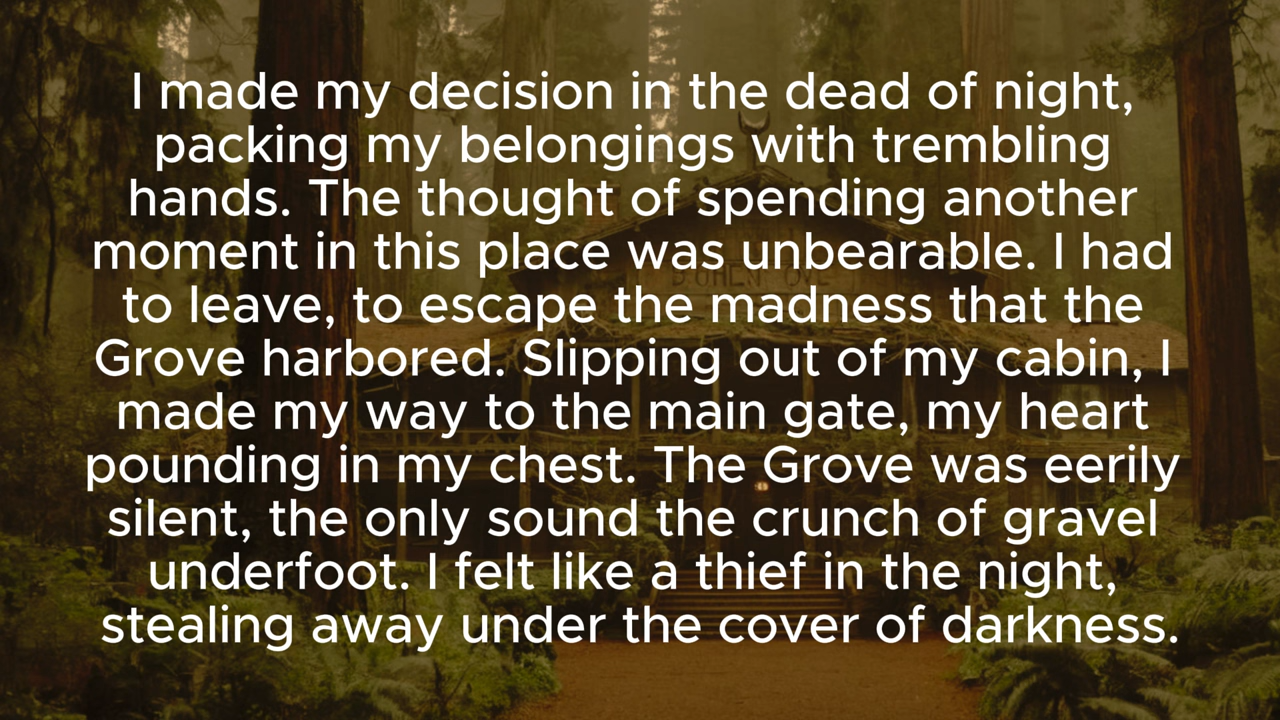 I made my decision in the dead of night,
packing my belongings with trembling
hands. The thought of spending another
moment in this place was unbearable. I had
to leave, to escape the madness that the
Grove harbored. Slipping out of my cabin, I
made my way to the main gate, my heart
pounding in my chest. The Grove was eerily
silent, the only sound the crunch of gravel
underfoot. I felt like a thief in the night,
stealing away under the cover of darkness.